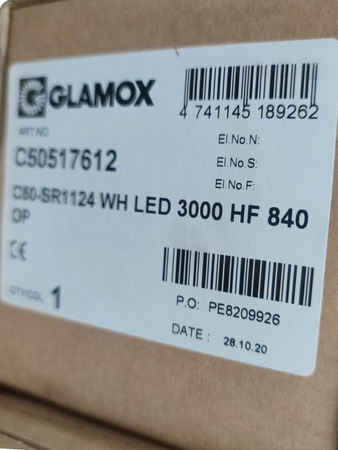 GLAMOX
ART.NO.
C50517612
C50-SR1124 WH LED 3000 HF 840
OP
CE
QTY/COL. 1
4 741145 189262
El.No.N:
El.No.S:
El.No.F:
P.O: PE8209926
DATE : 28.10.20